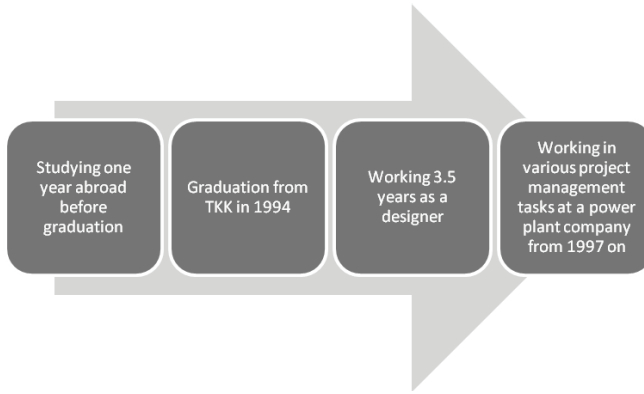 Studying one
year abroad
before
graduation
Graduation from
TKK in 1994
Working 3.5
years as a
designer
Working in
various project
management
tasks at a power
plant company
from 1997 on